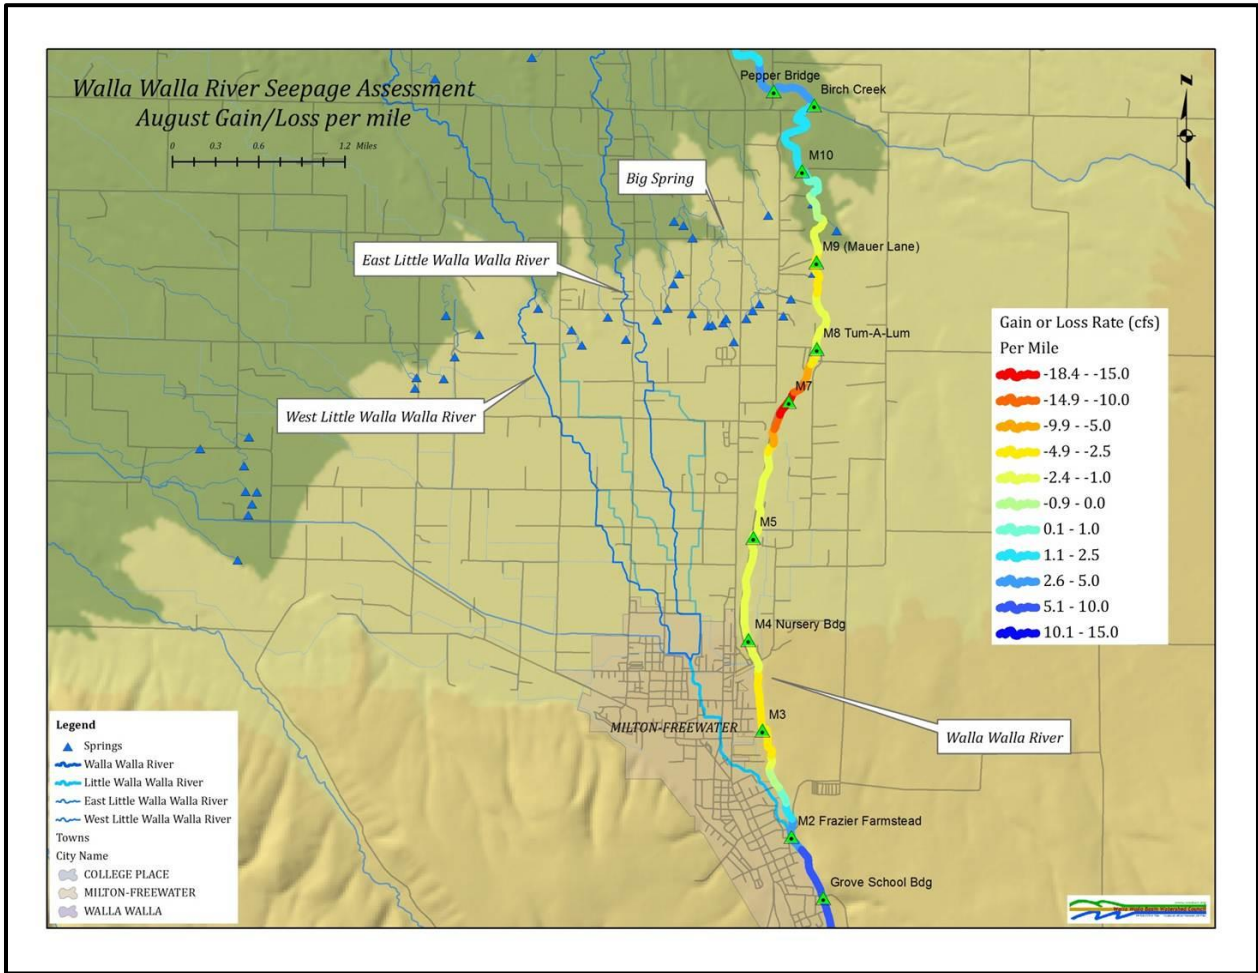 Walla Walla River Seepage Assessment
August Gain/Loss per mile
0 0.3 0.6 1.2 Miles
N
Pepper Bridge
Birch Creek
M10
Big Spring
M9 (Mauer Lane)
East Little Walla Walla River
M8 Tum-A-Lum
M7
West Little Walla Walla River
Gain or Loss Rate (cfs)
Per Mile
-18.4 - -15.0
-14.9 - -10.0
-9.9 - -5.0
-4.9 - -2.5
-2.4 - -1.0
-0.9 - 0.0
0.1 - 1.0
1.1 - 2.5
2.6 - 5.0
5.1 - 10.0
10.1 - 15.0
M5
M4 Nursery Bdg
M3
MILTON-FREEWATER
Walla Walla River
M2 Frazier Farmstead
Grove School Bdg
Legend
Springs
Walla Walla River
Little Walla Walla River
East Little Walla Walla River
West Little Walla Walla River
Towns
City Name
COLLEGE PLACE
MILTON-FREEWATER
WALLA WALLA
Walla Walla Basin Watershed Council